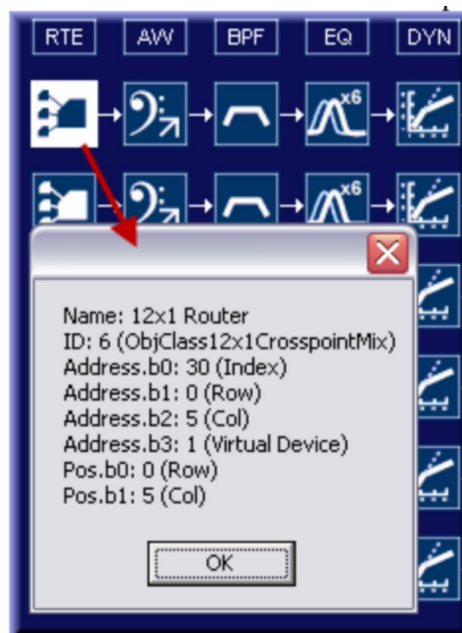 RTE AW BPF EQ DYN
x6
x6
Name: 12x1 Router
ID: 6 (ObjClass12x1CrosspointMix)
Address.b0: 30 (Index)
Address.b1: 0 (Row)
Address.b2: 5 (Col)
Address.b3: 1 (Virtual Device)
Pos.b0: 0 (Row)
Pos.b1: 5 (Col)
OK